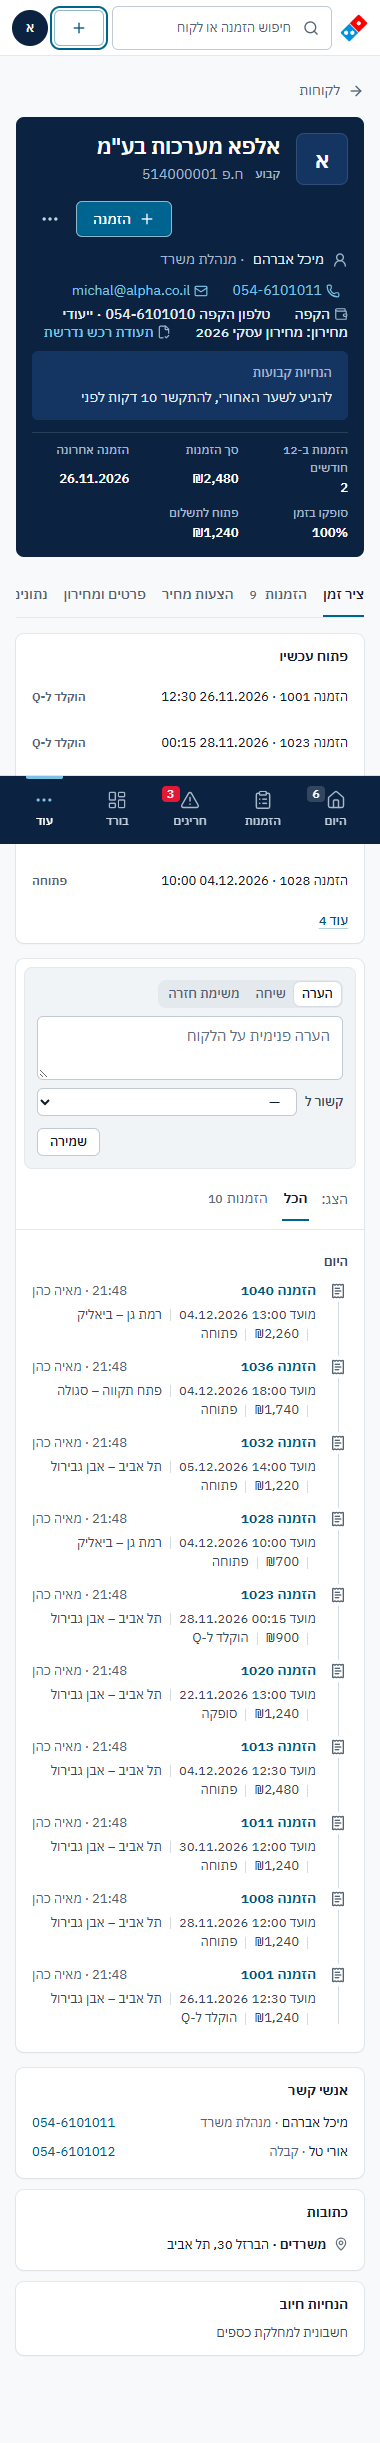 חיפוש הזמנה או לקוח
א
לקוחות
א
אלפא מערכות בע"מ
קבוע
ח.פ 514000001
הזמנה
מיכל אברהם · מנהלת משרד
054-6101011
michal@alpha.co.il
הקפה
טלפון הקפה 054-6101010 · ייעודי
מחירון: מחירון עסקי 2026
תעודת רכש נדרשת
הנחיות קבועות
להגיע לשער האחורי, להתקשר 10 דקות לפני
הזמנות ב-12 חודשים
2
סך הזמנות
₪2,480
הזמנה אחרונה
26.11.2026
סופקו בזמן
100%
פתוח לתשלום
₪1,240
ציר זמן
הזמנות 9
הצעות מחיר
פרטים ומחירון
נתונים
פתוח עכשיו
הזמנה 1001 · 26.11.2026 12:30
הוקלד ל-Q
הזמנה 1023 · 28.11.2026 00:15
הוקלד ל-Q
היום 6
הזמנות
חריגים 3
בורד
עוד
הזמנה 1028 · 04.12.2026 10:00
פתוחה
עוד 4
הערה
שיחה
משימת חזרה
הערה פנימית על הלקוח
קשור ל
—
שמירה
הצג:
הכל
הזמנות 10
היום
הזמנה 1040
21:48 · מאיה כהן
מועד 04.12.2026 13:00 | רמת גן – ביאליק
| ₪2,260 | פתוחה
הזמנה 1036
21:48 · מאיה כהן
מועד 04.12.2026 18:00 | פתח תקווה – סגולה
| ₪1,740 | פתוחה
הזמנה 1032
21:48 · מאיה כהן
מועד 05.12.2026 14:00 | תל אביב – אבן גבירול
| ₪1,220 | פתוחה
הזמנה 1028
21:48 · מאיה כהן
מועד 04.12.2026 10:00 | רמת גן – ביאליק
| ₪700 | פתוחה
הזמנה 1023
21:48 · מאיה כהן
מועד 28.11.2026 00:15 | תל אביב – אבן גבירול
| ₪900 | הוקלד ל-Q
הזמנה 1020
21:48 · מאיה כהן
מועד 22.11.2026 13:00 | תל אביב – אבן גבירול
| ₪1,240 | סופקה
הזמנה 1013
21:48 · מאיה כהן
מועד 04.12.2026 12:30 | תל אביב – אבן גבירול
| ₪2,480 | פתוחה
הזמנה 1011
21:48 · מאיה כהן
מועד 30.11.2026 12:00 | תל אביב – אבן גבירול
| ₪1,240 | פתוחה
הזמנה 1008
21:48 · מאיה כהן
מועד 28.11.2026 12:00 | תל אביב – אבן גבירול
| ₪1,240 | פתוחה
הזמנה 1001
21:48 · מאיה כהן
מועד 26.11.2026 12:30 | תל אביב – אבן גבירול
| ₪1,240 | הוקלד ל-Q
אנשי קשר
מיכל אברהם · מנהלת משרד
054-6101011
אורי טל · קבלה
054-6101012
כתובות
משרדים · הברזל 30, תל אביב
הנחיות חיוב
חשבונית למחלקת כספים